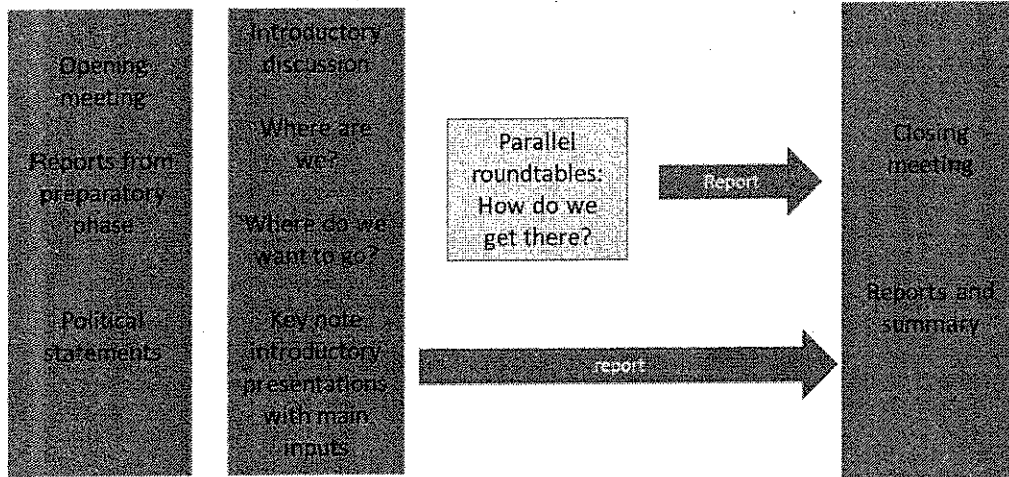 Opening
meeting
Reports from
preparatory
phase
Political
statements
Introductory
discussion
Where are
we?
Where do we
want to go?
Key note
introductory
presentations
with main
inputs
Parallel
roundtables:
How do we
get there?
Report
report
Closing
meeting
Reports and
summary